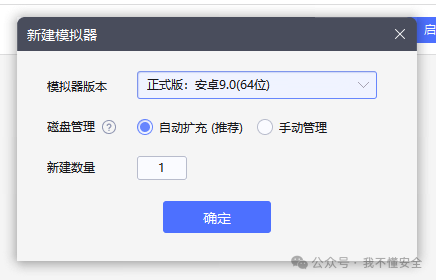 新建模拟器
模拟器版本 正式版：安卓9.0(64位)
磁盘管理 ? 自动扩充 (推荐) 手动管理
新建数量 1
确定
启
公众号 · 我不懂安全